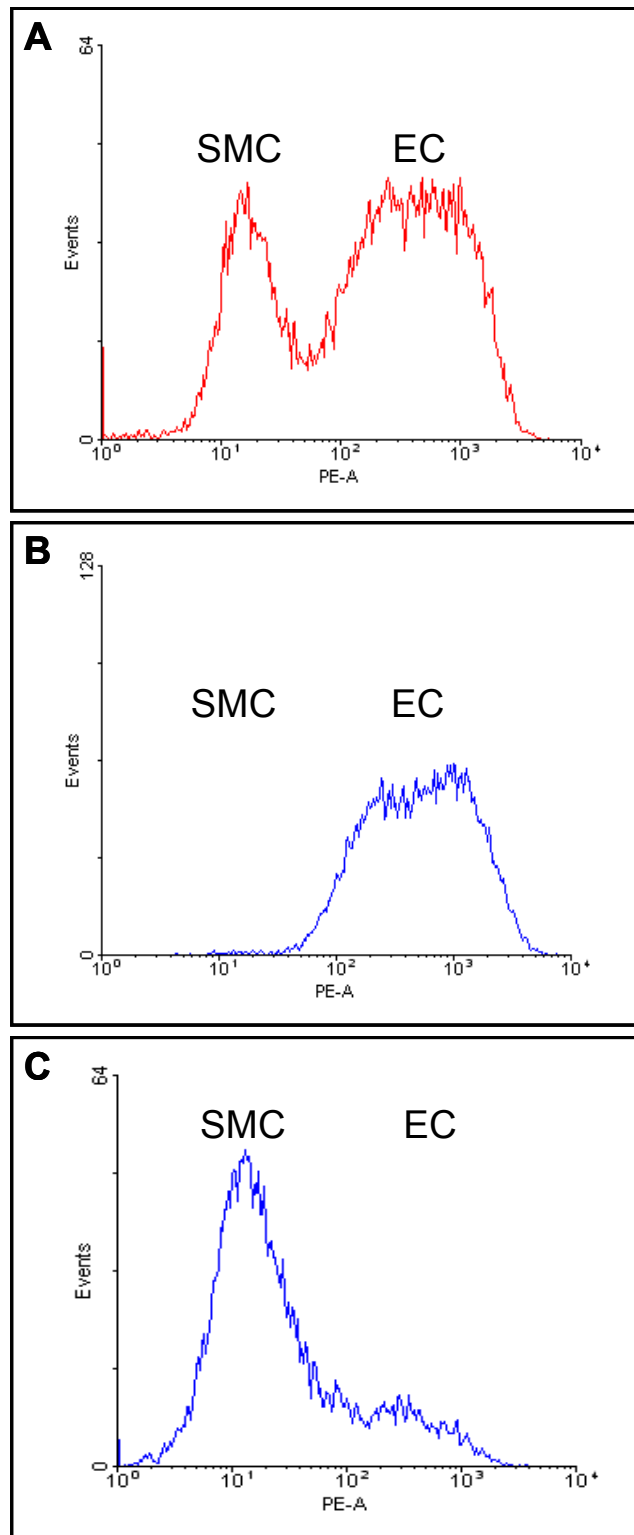 A
64
SMC EC
Events
0
10⁰ 10¹ 10² 10³ 10⁴
PE-A
B
128
SMC EC
Events
0
10⁰ 10¹ 10² 10³ 10⁴
PE-A
C
64
SMC EC
Events
0
10⁰ 10¹ 10² 10³ 10⁴
PE-A